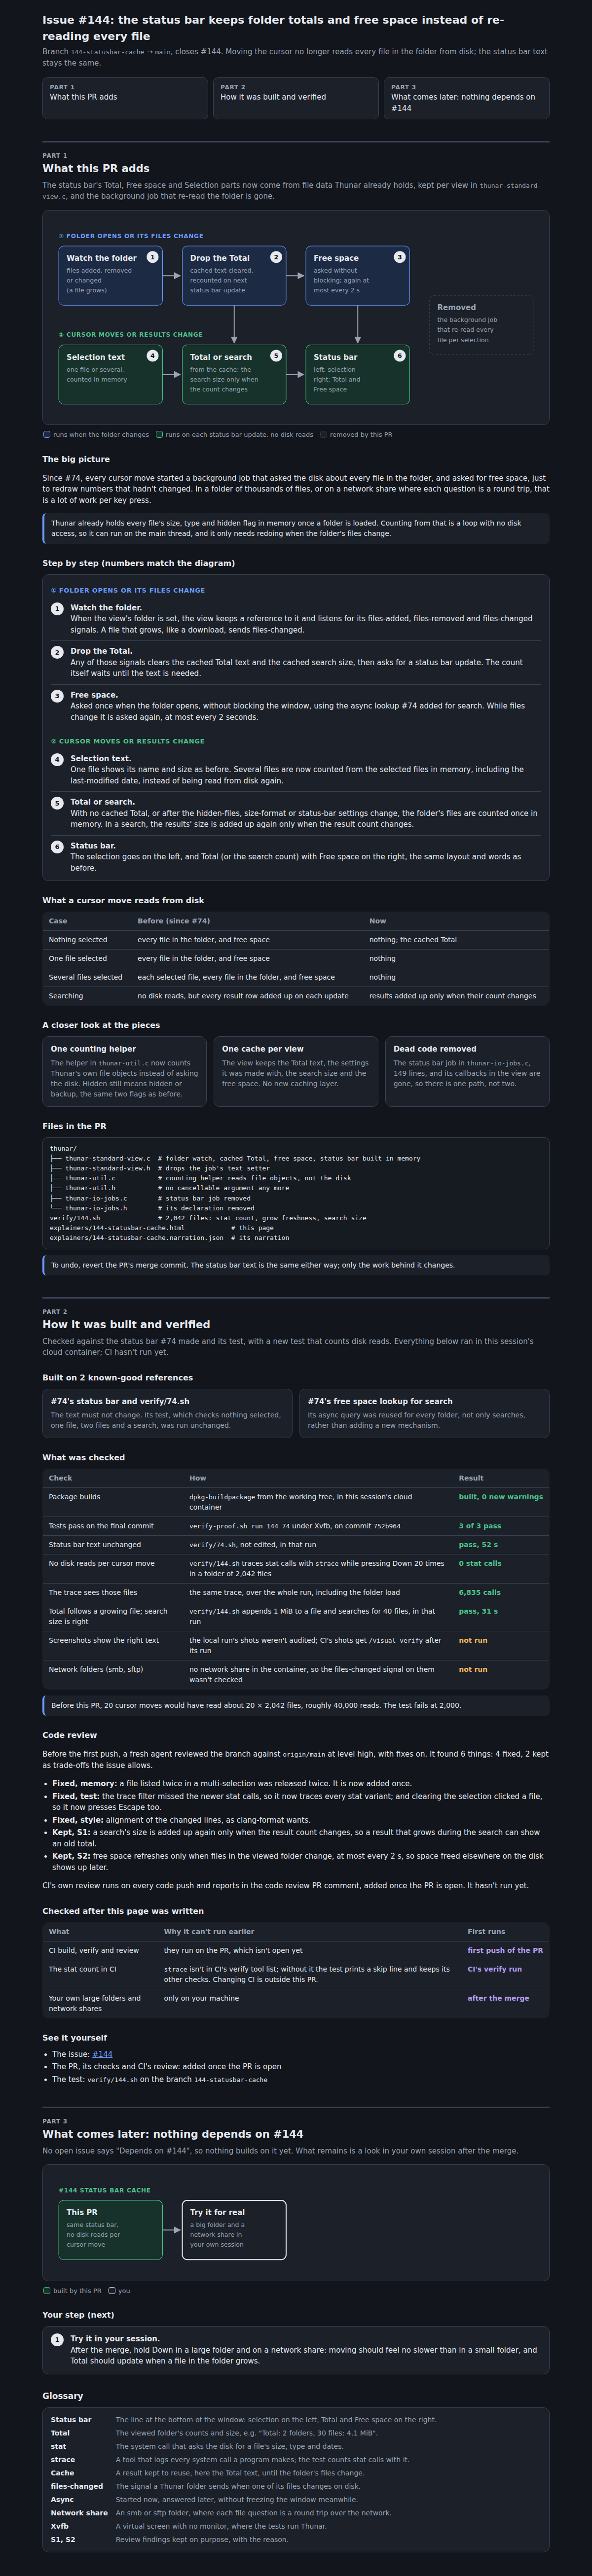 Issue #144: the status bar keeps folder totals and free space instead of re-
reading every file
Branch 144-statusbar-cache → main, closes #144. Moving the cursor no longer reads every file in the folder from disk; the status bar text
stays the same.
PART 1
What this PR adds
PART 2
How it was built and verified
PART 3
What comes later: nothing depends on
#144
PART 1
What this PR adds
The status bar's Total, Free space and Selection parts now come from file data Thunar already holds, kept per view in thunar-standard-
view.c, and the background job that re-read the folder is gone.
① FOLDER OPENS OR ITS FILES CHANGE
Watch the folder
1
files added, removed
or changed
(a file grows)
Drop the Total
2
cached text cleared,
recounted on next
status bar update
Free space
3
asked without
blocking; again at
most every 2 s
Removed
the background job
that re-read every
file per selection
② CURSOR MOVES OR RESULTS CHANGE
Selection text
4
one file or several,
counted in memory
Total or search
5
from the cache; the
search size only when
the count changes
Status bar
6
left: selection
right: Total and
Free space
runs when the folder changes
runs on each status bar update, no disk reads
removed by this PR
The big picture
Since #74, every cursor move started a background job that asked the disk about every file in the folder, and asked for free space, just
to redraw numbers that hadn't changed. In a folder of thousands of files, or on a network share where each question is a round trip, that
is a lot of work per key press.
Thunar already holds every file's size, type and hidden flag in memory once a folder is loaded. Counting from that is a loop with no disk
access, so it can run on the main thread, and it only needs redoing when the folder's files change.
Step by step (numbers match the diagram)
① FOLDER OPENS OR ITS FILES CHANGE
1
Watch the folder.
When the view's folder is set, the view keeps a reference to it and listens for its files-added, files-removed and files-changed
signals. A file that grows, like a download, sends files-changed.
2
Drop the Total.
Any of those signals clears the cached Total text and the cached search size, then asks for a status bar update. The count
itself waits until the text is needed.
3
Free space.
Asked once when the folder opens, without blocking the window, using the async lookup #74 added for search. While files
change it is asked again, at most every 2 seconds.
② CURSOR MOVES OR RESULTS CHANGE
4
Selection text.
One file shows its name and size as before. Several files are now counted from the selected files in memory, including the
last-modified date, instead of being read from disk again.
5
Total or search.
With no cached Total, or after the hidden-files, size-format or status-bar settings change, the folder's files are counted once in
memory. In a search, the results' size is added up again only when the result count changes.
6
Status bar.
The selection goes on the left, and Total (or the search count) with Free space on the right, the same layout and words as
before.
What a cursor move reads from disk
Case Before (since #74) Now
Nothing selected every file in the folder, and free space nothing; the cached Total
One file selected every file in the folder, and free space nothing
Several files selected each selected file, every file in the folder, and free space nothing
Searching no disk reads, but every result row added up on each update results added up only when their count changes
A closer look at the pieces
One counting helper
The helper in thunar-util.c now counts
Thunar's own file objects instead of asking
the disk. Hidden still means hidden or
backup, the same two flags as before.
One cache per view
The view keeps the Total text, the settings
it was made with, the search size and the
free space. No new caching layer.
Dead code removed
The status bar job in thunar-io-jobs.c,
149 lines, and its callbacks in the view are
gone, so there is one path, not two.
Files in the PR
thunar/
├── thunar-standard-view.c # folder watch, cached Total, free space, status bar built in memory
├── thunar-standard-view.h # drops the job's text setter
├── thunar-util.c # counting helper reads file objects, not the disk
├── thunar-util.h # no cancellable argument any more
├── thunar-io-jobs.c # status bar job removed
└── thunar-io-jobs.h # its declaration removed
verify/144.sh # 2,042 files: stat count, grow freshness, search size
explainers/144-statusbar-cache.html # this page
explainers/144-statusbar-cache.narration.json # its narration
To undo, revert the PR's merge commit. The status bar text is the same either way; only the work behind it changes.
PART 2
How it was built and verified
Checked against the status bar #74 made and its test, with a new test that counts disk reads. Everything below ran in this session's
cloud container; CI hasn't run yet.
Built on 2 known-good references
#74's status bar and verify/74.sh
The text must not change. Its test, which checks nothing selected,
one file, two files and a search, was run unchanged.
#74's free space lookup for search
Its async query was reused for every folder, not only searches,
rather than adding a new mechanism.
What was checked
Check How Result
Package builds dpkg-buildpackage from the working tree, in this session's cloud
container built, 0 new warnings
Tests pass on the final commit verify-proof.sh run 144 74 under Xvfb, on commit 752b964 3 of 3 pass
Status bar text unchanged verify/74.sh, not edited, in that run pass, 52 s
No disk reads per cursor move verify/144.sh traces stat calls with strace while pressing Down 20 times
in a folder of 2,042 files 0 stat calls
The trace sees those files the same trace, over the whole run, including the folder load 6,835 calls
Total follows a growing file; search
size is right verify/144.sh appends 1 MiB to a file and searches for 40 files, in that
run pass, 31 s
Screenshots show the right text the local run's shots weren't audited; CI's shots get /visual-verify after
its run not run
Network folders (smb, sftp) no network share in the container, so the files-changed signal on them
wasn't checked not run
Before this PR, 20 cursor moves would have read about 20 × 2,042 files, roughly 40,000 reads. The test fails at 2,000.
Code review
Before the first push, a fresh agent reviewed the branch against origin/main at level high, with fixes on. It found 6 things: 4 fixed, 2 kept
as trade-offs the issue allows.
• Fixed, memory: a file listed twice in a multi-selection was released twice. It is now added once.
• Fixed, test: the trace filter missed the newer stat calls, so it now traces every stat variant; and clearing the selection clicked a file,
so it now presses Escape too.
• Fixed, style: alignment of the changed lines, as clang-format wants.
• Kept, S1: a search's size is added up again only when the result count changes, so a result that grows during the search can show
an old total.
• Kept, S2: free space refreshes only when files in the viewed folder change, at most every 2 s, so space freed elsewhere on the disk
shows up later.
CI's own review runs on every code push and reports in the code review PR comment, added once the PR is open. It hasn't run yet.
Checked after this page was written
What Why it can't run earlier First runs
CI build, verify and review they run on the PR, which isn't open yet first push of the PR
The stat count in CI strace isn't in CI's verify tool list; without it the test prints a skip line and keeps its
other checks. Changing CI is outside this PR. CI's verify run
Your own large folders and
network shares only on your machine after the merge
See it yourself
• The issue: #144
• The PR, its checks and CI's review: added once the PR is open
• The test: verify/144.sh on the branch 144-statusbar-cache
PART 3
What comes later: nothing depends on #144
No open issue says "Depends on #144", so nothing builds on it yet. What remains is a look in your own session after the merge.
#144 STATUS BAR CACHE
This PR
same status bar,
no disk reads per
cursor move
Try it for real
a big folder and a
network share in
your own session
built by this PR
you
Your step (next)
1
Try it in your session.
After the merge, hold Down in a large folder and on a network share: moving should feel no slower than in a small folder, and
Total should update when a file in the folder grows.
Glossary
Status bar The line at the bottom of the window: selection on the left, Total and Free space on the right.
Total The viewed folder's counts and size, e.g. "Total: 2 folders, 30 files: 4.1 MiB".
stat The system call that asks the disk for a file's size, type and dates.
strace A tool that logs every system call a program makes; the test counts stat calls with it.
Cache A result kept to reuse, here the Total text, until the folder's files change.
files-changed The signal a Thunar folder sends when one of its files changes on disk.
Async Started now, answered later, without freezing the window meanwhile.
Network share An smb or sftp folder, where each file question is a round trip over the network.
Xvfb A virtual screen with no monitor, where the tests run Thunar.
S1, S2 Review findings kept on purpose, with the reason.